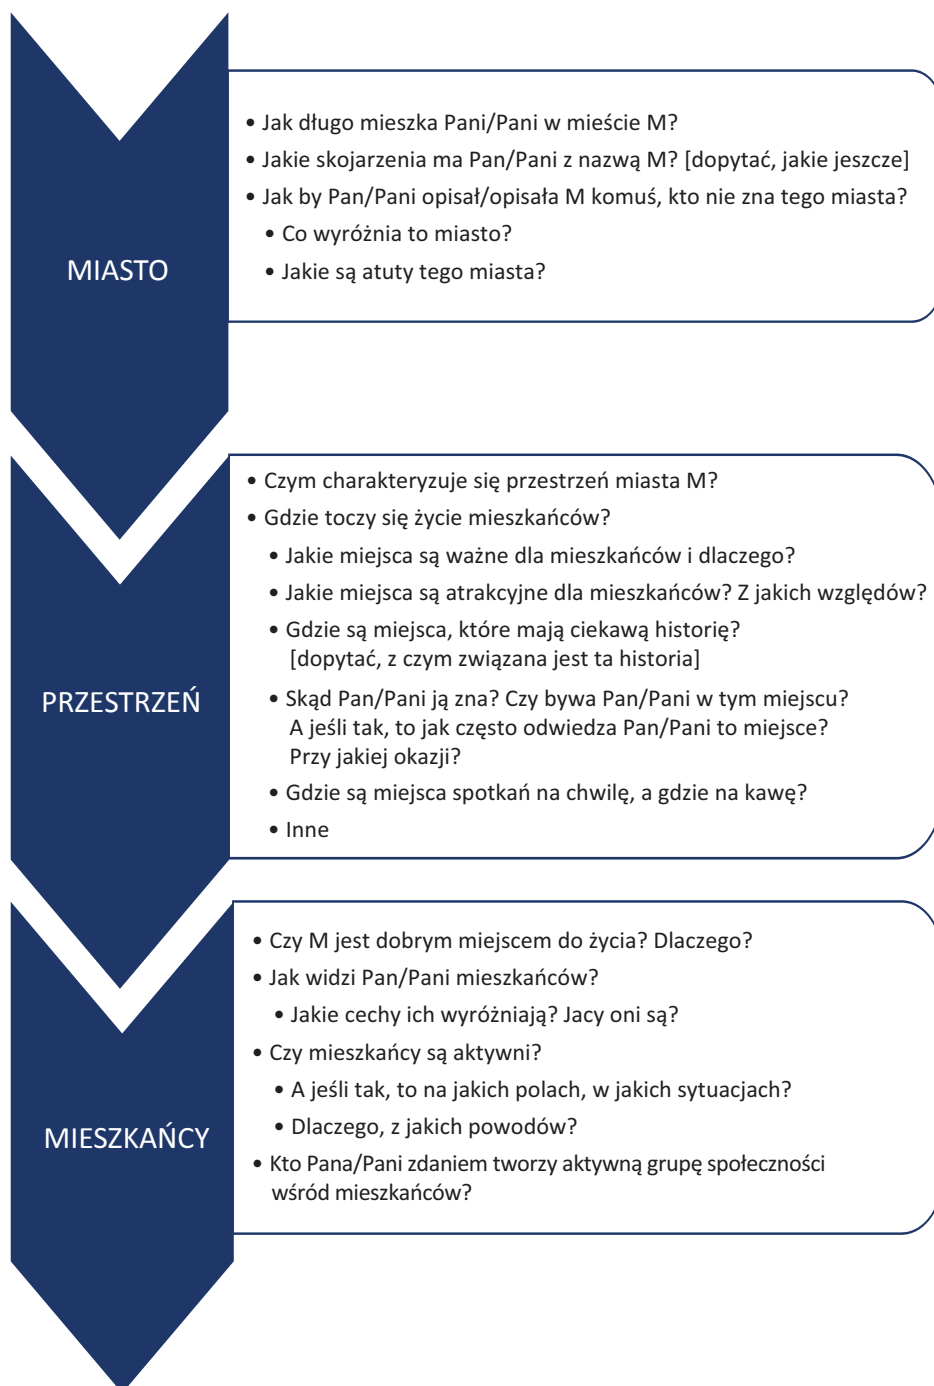 MIASTO
• Jak długo mieszka Pani/Pani w mieście M?
• Jakie skojarzenia ma Pan/Pani z nazwą M? [dopytać, jakie jeszcze]
• Jak by Pan/Pani opisał/opisała M komuś, kto nie zna tego miasta?
• Co wyróżnia to miasto?
• Jakie są atuty tego miasta?
PRZESTRZEŃ
• Czym charakteryzuje się przestrzeń miasta M?
• Gdzie toczy się życie mieszkańców?
• Jakie miejsca są ważne dla mieszkańców i dlaczego?
• Jakie miejsca są atrakcyjne dla mieszkańców? Z jakich względów?
• Gdzie są miejsca, które mają ciekawą historię?
[dopytać, z czym związana jest ta historia]
• Skąd Pan/Pani ją zna? Czy bywa Pan/Pani w tym miejscu?
A jeśli tak, to jak często odwiedza Pan/Pani to miejsce?
Przy jakiej okazji?
• Gdzie są miejsca spotkań na chwilę, a gdzie na kawę?
• Inne
MIESZKAŃCY
• Czy M jest dobrym miejscem do życia? Dlaczego?
• Jak widzi Pan/Pani mieszkańców?
• Jakie cechy ich wyróżniają? Jacy oni są?
• Czy mieszkańcy są aktywni?
• A jeśli tak, to na jakich polach, w jakich sytuacjach?
• Dlaczego, z jakich powodów?
• Kto Pana/Pani zdaniem tworzy aktywną grupę społeczności
wśród mieszkańców?